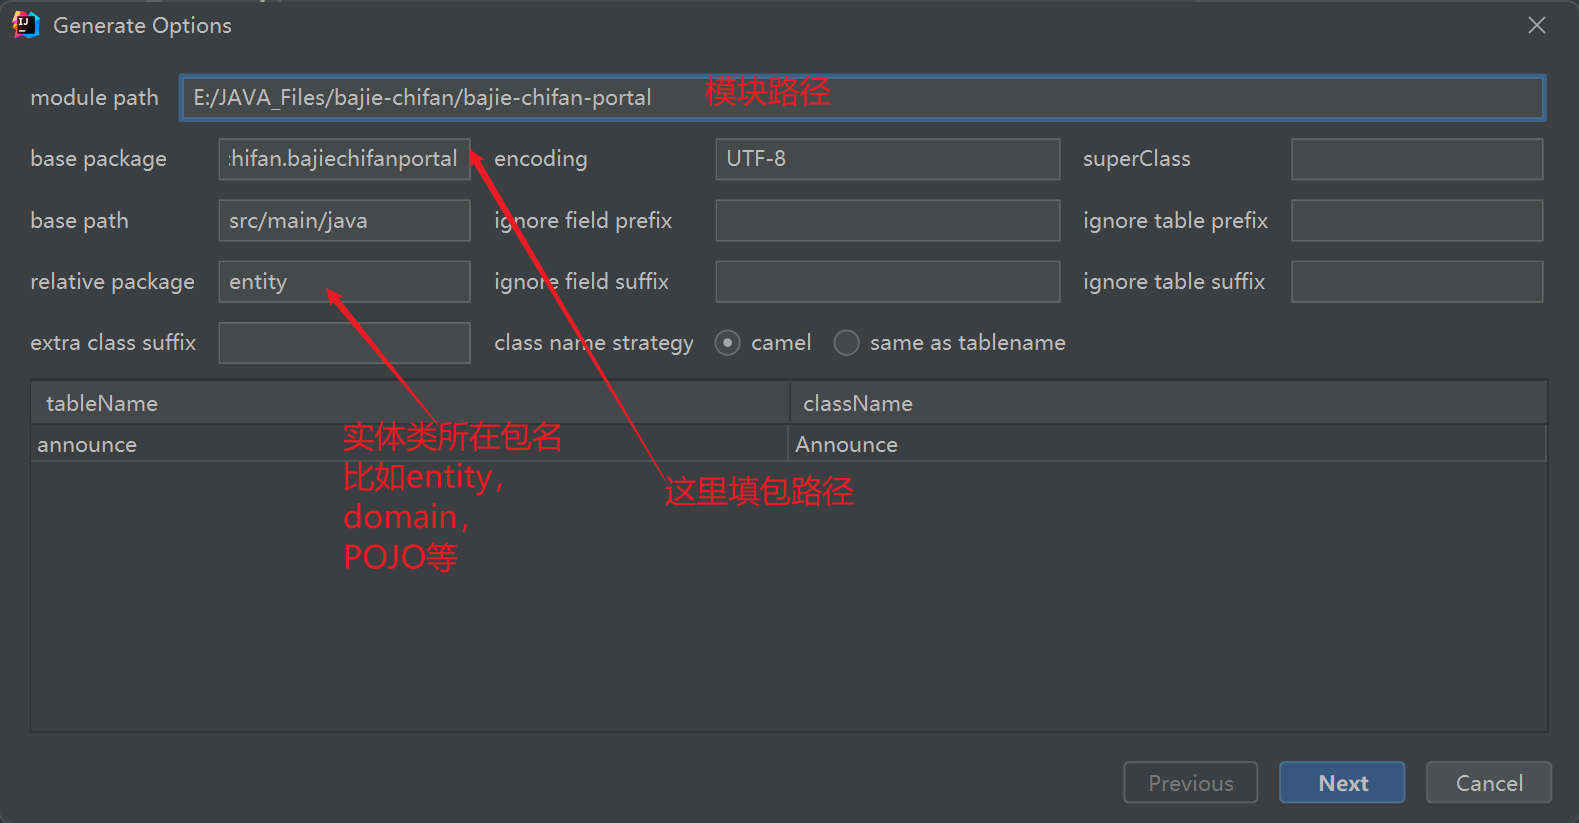 Generate Options
module path E:/JAVA_Files/bajie-chifan/bajie-chifan-portal 模块路径
base package :hifan.bajiechifanportal encoding UTF-8 superClass
base path src/main/java ignore field prefix ignore table prefix
relative package entity ignore field suffix ignore table suffix
extra class suffix class name strategy camel same as tablename
tableName className
announce Announce
实体类所在包名
比如entity,
domain,
POJO等
这里填包路径
Previous Next Cancel